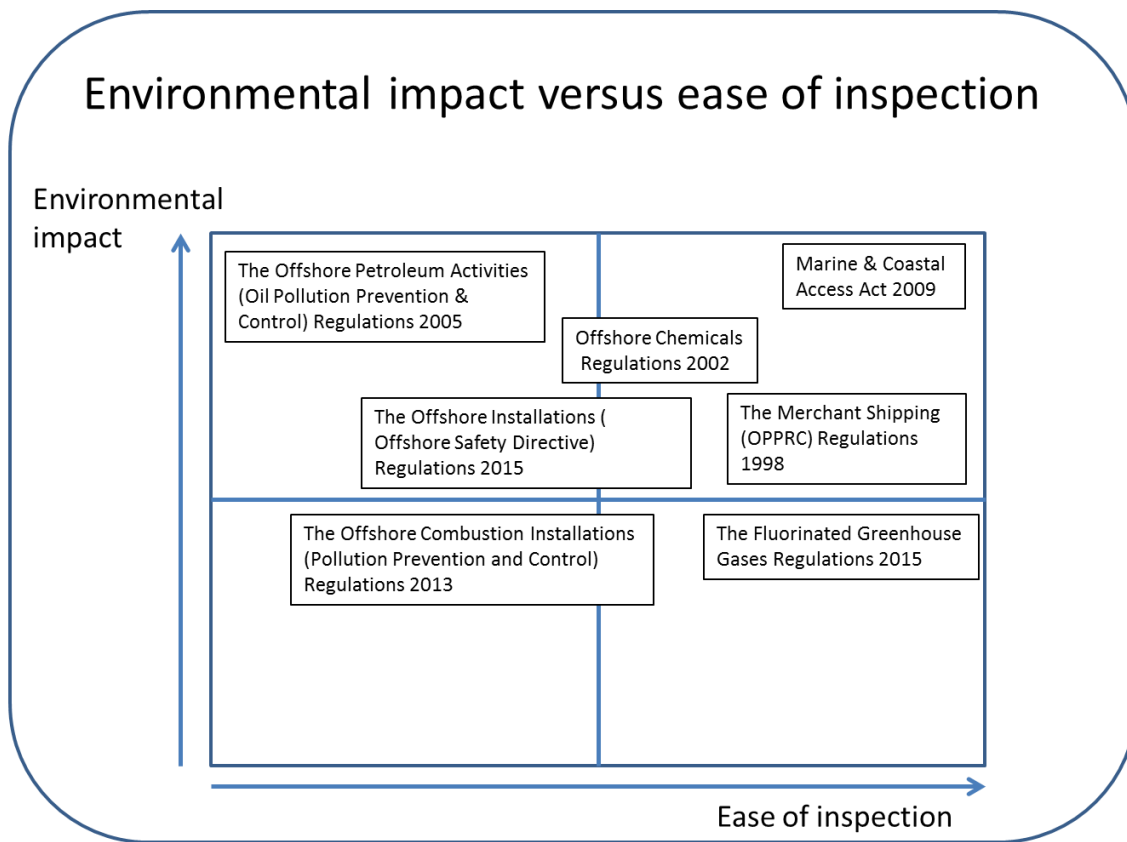 Environmental impact versus ease of inspection
Environmental
impact
The Offshore Petroleum Activities
(Oil Pollution Prevention &
Control) Regulations 2005
Marine & Coastal
Access Act 2009
Offshore Chemicals
Regulations 2002
The Offshore Installations (
Offshore Safety Directive)
Regulations 2015
The Merchant Shipping
(OPPRC) Regulations
1998
The Offshore Combustion Installations
(Pollution Prevention and Control)
Regulations 2013
The Fluorinated Greenhouse
Gases Regulations 2015
Ease of inspection